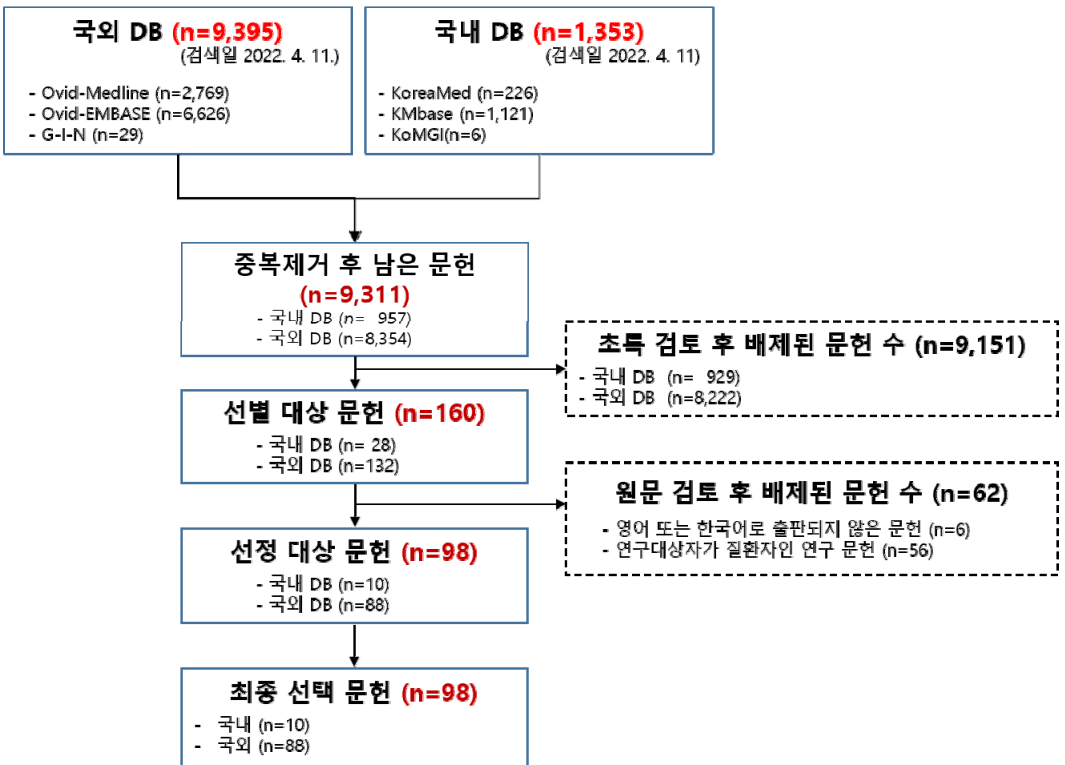 국외 DB (n=9,395)
(검색일 2022. 4. 11.)
- Ovid-Medline (n=2,769)
- Ovid-EMBASE (n=6,626)
- G-I-N (n=29)
국내 DB (n=1,353)
(검색일 2022. 4. 11)
- KoreaMed (n=226)
- KMbase (n=1,121)
- KoMGI(n=6)
중복제거 후 남은 문헌
(n=9,311)
- 국내 DB (n= 957)
- 국외 DB (n=8,354)
초록 검토 후 배제된 문헌 수 (n=9,151)
- 국내 DB (n= 929)
- 국외 DB (n=8,222)
선별 대상 문헌 (n=160)
- 국내 DB (n= 28)
- 국외 DB (n=132)
원문 검토 후 배제된 문헌 수 (n=62)
- 영어 또는 한국어로 출판되지 않은 문헌 (n=6)
- 연구대상자가 질환자인 연구 문헌 (n=56)
선정 대상 문헌 (n=98)
- 국내 DB (n=10)
- 국외 DB (n=88)
최종 선택 문헌 (n=98)
- 국내 (n=10)
- 국외 (n=88)